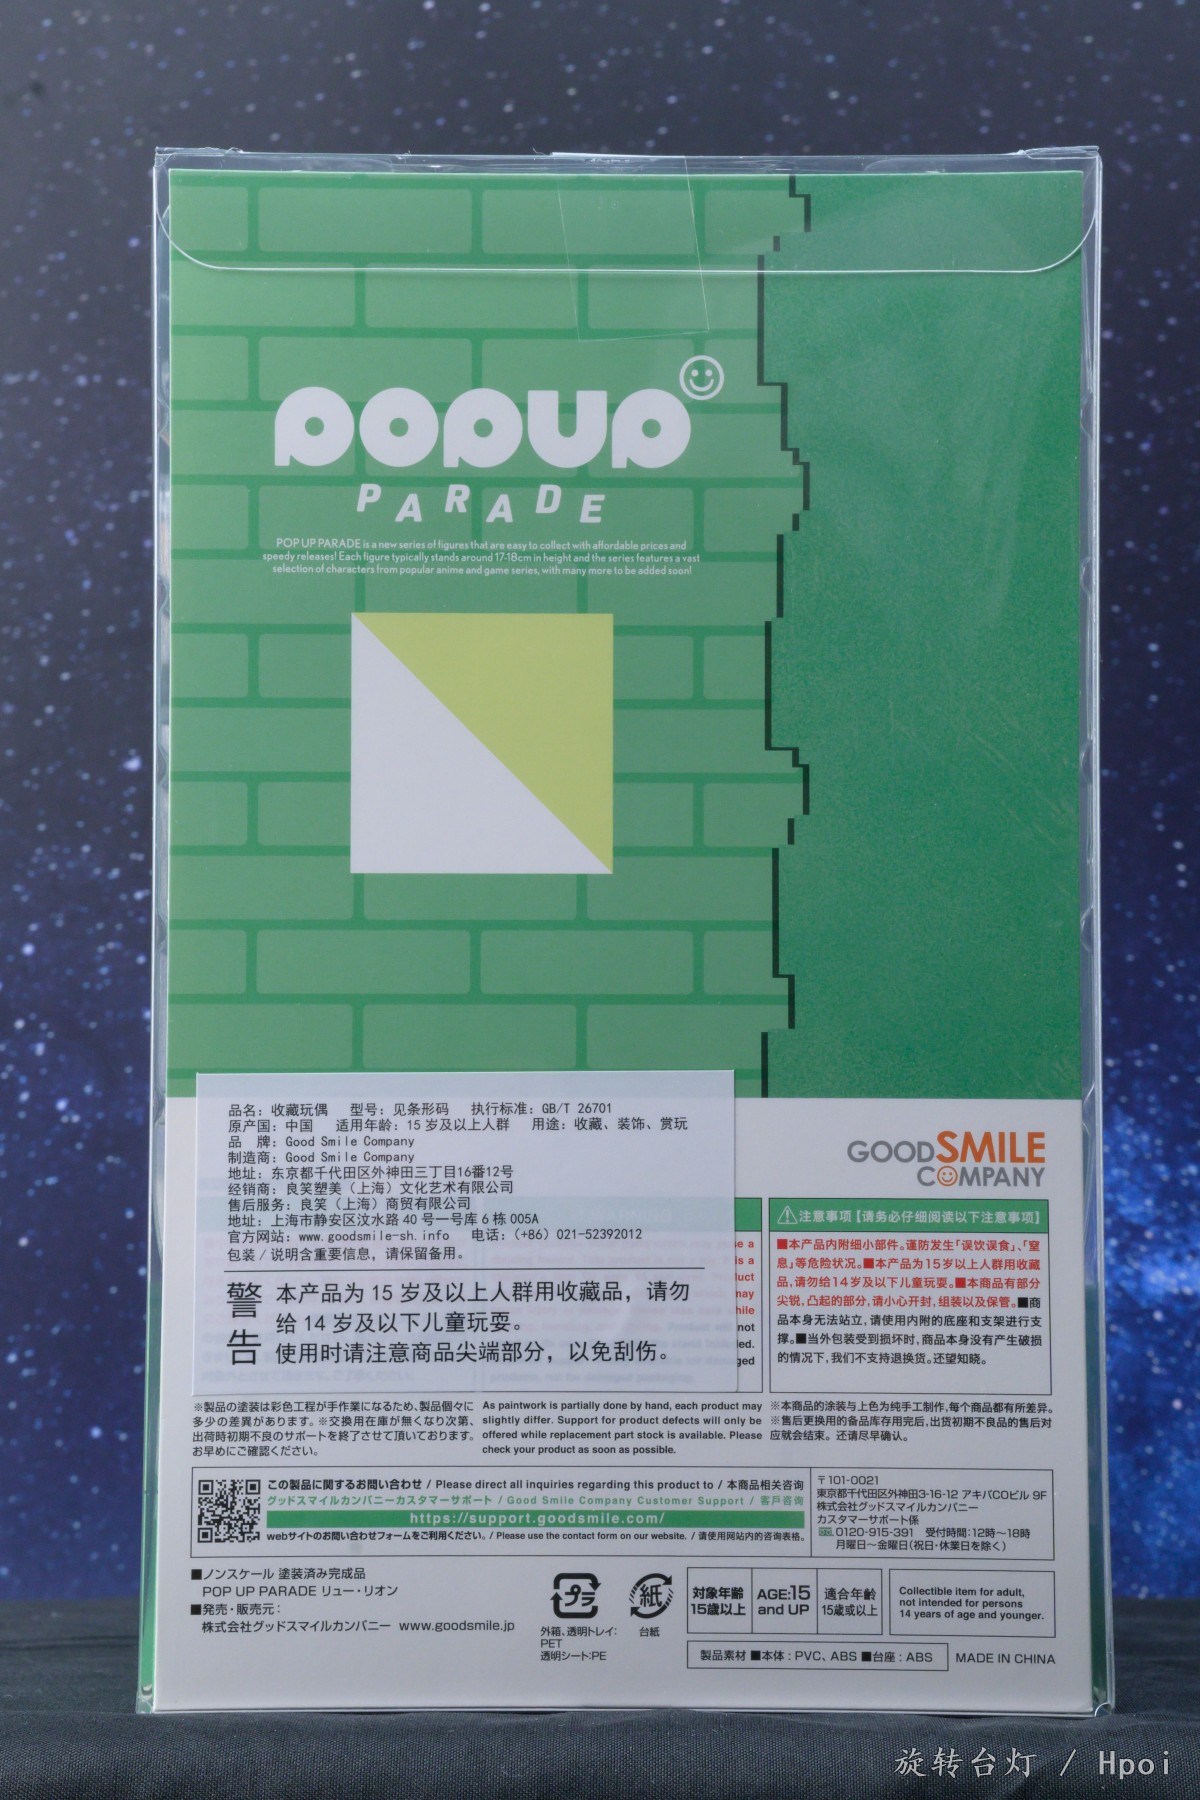 POPUP
PARADE
POP UP PARADE is a new series of figures that are easy to collect with affordable prices and
speedy releases! Each figure typically stands around 17-18cm in height and the series features a vast
selection of characters from popular anime and game series, with many more to be added soon!
品名：收藏玩偶 型号：见条形码 执行标准：GB/T 26701
原产国：中国 适用年龄：15 岁及以上人群 用途：收藏、装饰、赏玩
品 牌：Good Smile Company
制造商：Good Smile Company
地址：东京都千代田区外神田三丁目16番12号
经销商：良笑塑美（上海）文化艺术有限公司
售后服务：良笑（上海）商贸有限公司
地址：上海市静安区汶水路 40 号一号库 6 栋 005A
官方网站：www.goodsmile-sh.info 电话：（+86）021-52392012
包装／说明含重要信息，请保留备用。
警告
本产品为 15 岁及以上人群用收藏品，请勿
给 14 岁及以下儿童玩耍。
使用时请注意商品尖端部分，以免刮伤。
GOOD SMILE
COMPANY
注意事项【请务必仔细阅读以下注意事项】
■本产品内附细小部件。谨防发生「误饮误食」、「窒
息」等危险状况。■本产品为15岁以上人群用收藏
品,请勿给14岁及以下儿童玩耍。■本商品有部分
尖锐,凸起的部分,请小心开封,组装以及保管。■商
品本身无法站立,请使用内附的底座和支架进行支
撑。■当外包装受到损坏时,商品本身没有产生破损
的情况下,我们不支持退换货。还望知晓。
※製品の塗装は彩色工程が手作業になるため、製品個々に
多少の差異があります。※交換用在庫が無くなり次第、
出荷時初期不良のサポートを終了させて頂いております。
お早めにご確認ください。
As paintwork is partially done by hand, each product may
slightly differ. Support for product defects will only be
offered while replacement part stock is available. Please
check your product as soon as possible.
※本商品的涂装与上色为纯手工制作,每个商品都有所差异。
※售后更换用的备品库存用完后,出货初期不良品的售后对
应就会结束。还请尽早确认。
この製品に関するお問い合わせ / Please direct all inquiries regarding this product to / 本商品相关咨询
グッドスマイルカンパニーカスタマーサポート / Good Smile Company Customer Support / 客戶咨询
https://support.goodsmile.com/
webサイトのお問い合わせフォームをご利用ください。 / Please use the contact form on our website. / 请使用网站内的咨询表格。
〒101-0021
東京都千代田区外神田3-16-12 アキバCOビル 9F
株式会社グッドスマイルカンパニー
カスタマーサポート係
0120-915-391 受付時間：12時〜18時
月曜日〜金曜日（祝日・休業日を除く）
■ノンスケール 塗装済み完成品
POP UP PARADE リュー・リオン
■発売・販売元：
株式会社グッドスマイルカンパニー www.goodsmile.jp
プラ
外箱、透明トレイ：
PET
透明シート：PE
紙
台紙
対象年齢
15歳以上
AGE:15
and UP
適合年齡
15歲或以上
Collectible item for adult,
not intended for persons
14 years of age and younger.
製品素材 ■本体：PVC、ABS ■台座：ABS
MADE IN CHINA
旋转台灯 / Hpoi